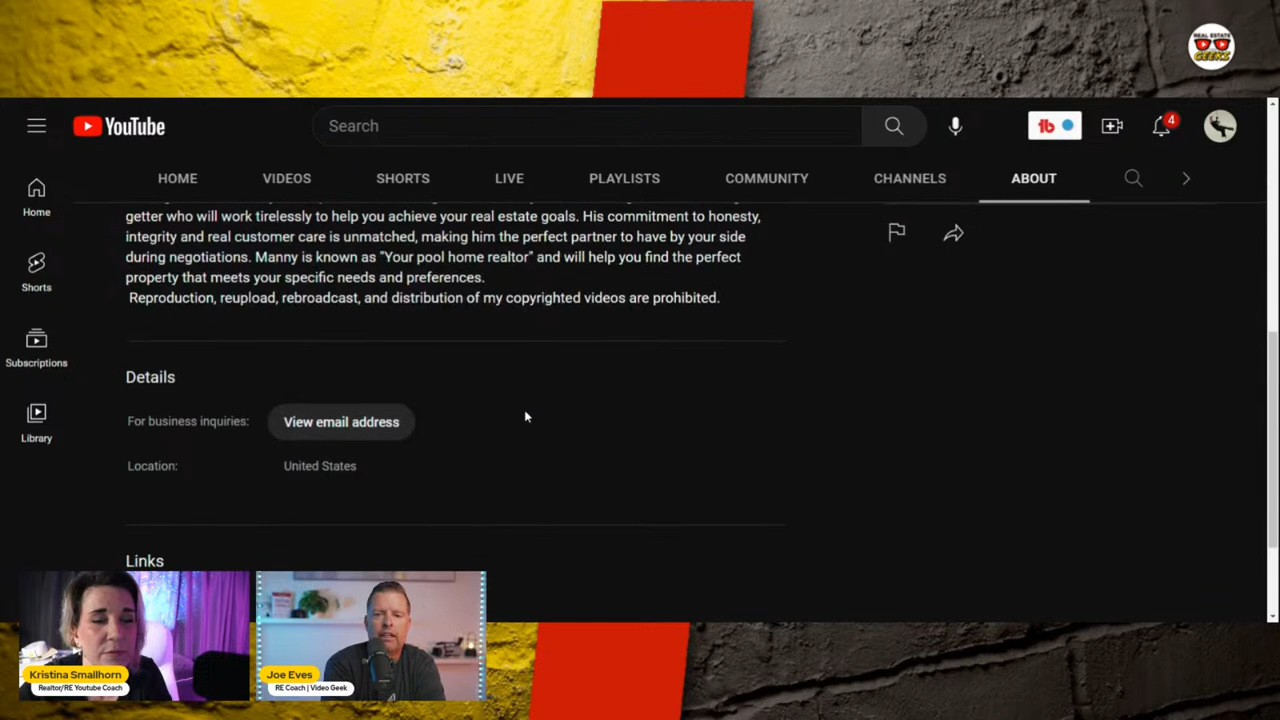 REAL ESTATE
GEEKS
YouTube
Search
4
HOME
VIDEOS
SHORTS
LIVE
PLAYLISTS
COMMUNITY
CHANNELS
ABOUT
Home
Shorts
Subscriptions
Library
getter who will work tirelessly to help you achieve your real estate goals. His commitment to honesty,
integrity and real customer care is unmatched, making him the perfect partner to have by your side
during negotiations. Manny is known as "Your pool home realtor" and will help you find the perfect
property that meets your specific needs and preferences.
Reproduction, reupload, rebroadcast, and distribution of my copyrighted videos are prohibited.
Details
For business inquiries:
View email address
Location:
United States
Links
Kristina Smallhorn
Realtor/RE Youtube Coach
Joe Eves
RE Coach | Video Geek